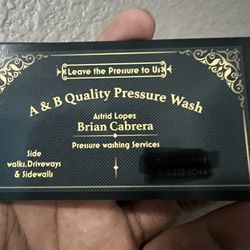 Leave the Pressure to Us
A & B Quality Pressure Wash
Astrid Lopez
Brian Cabrera
Pressure washing Services
Side
walks,Driveways
& Sidewalls